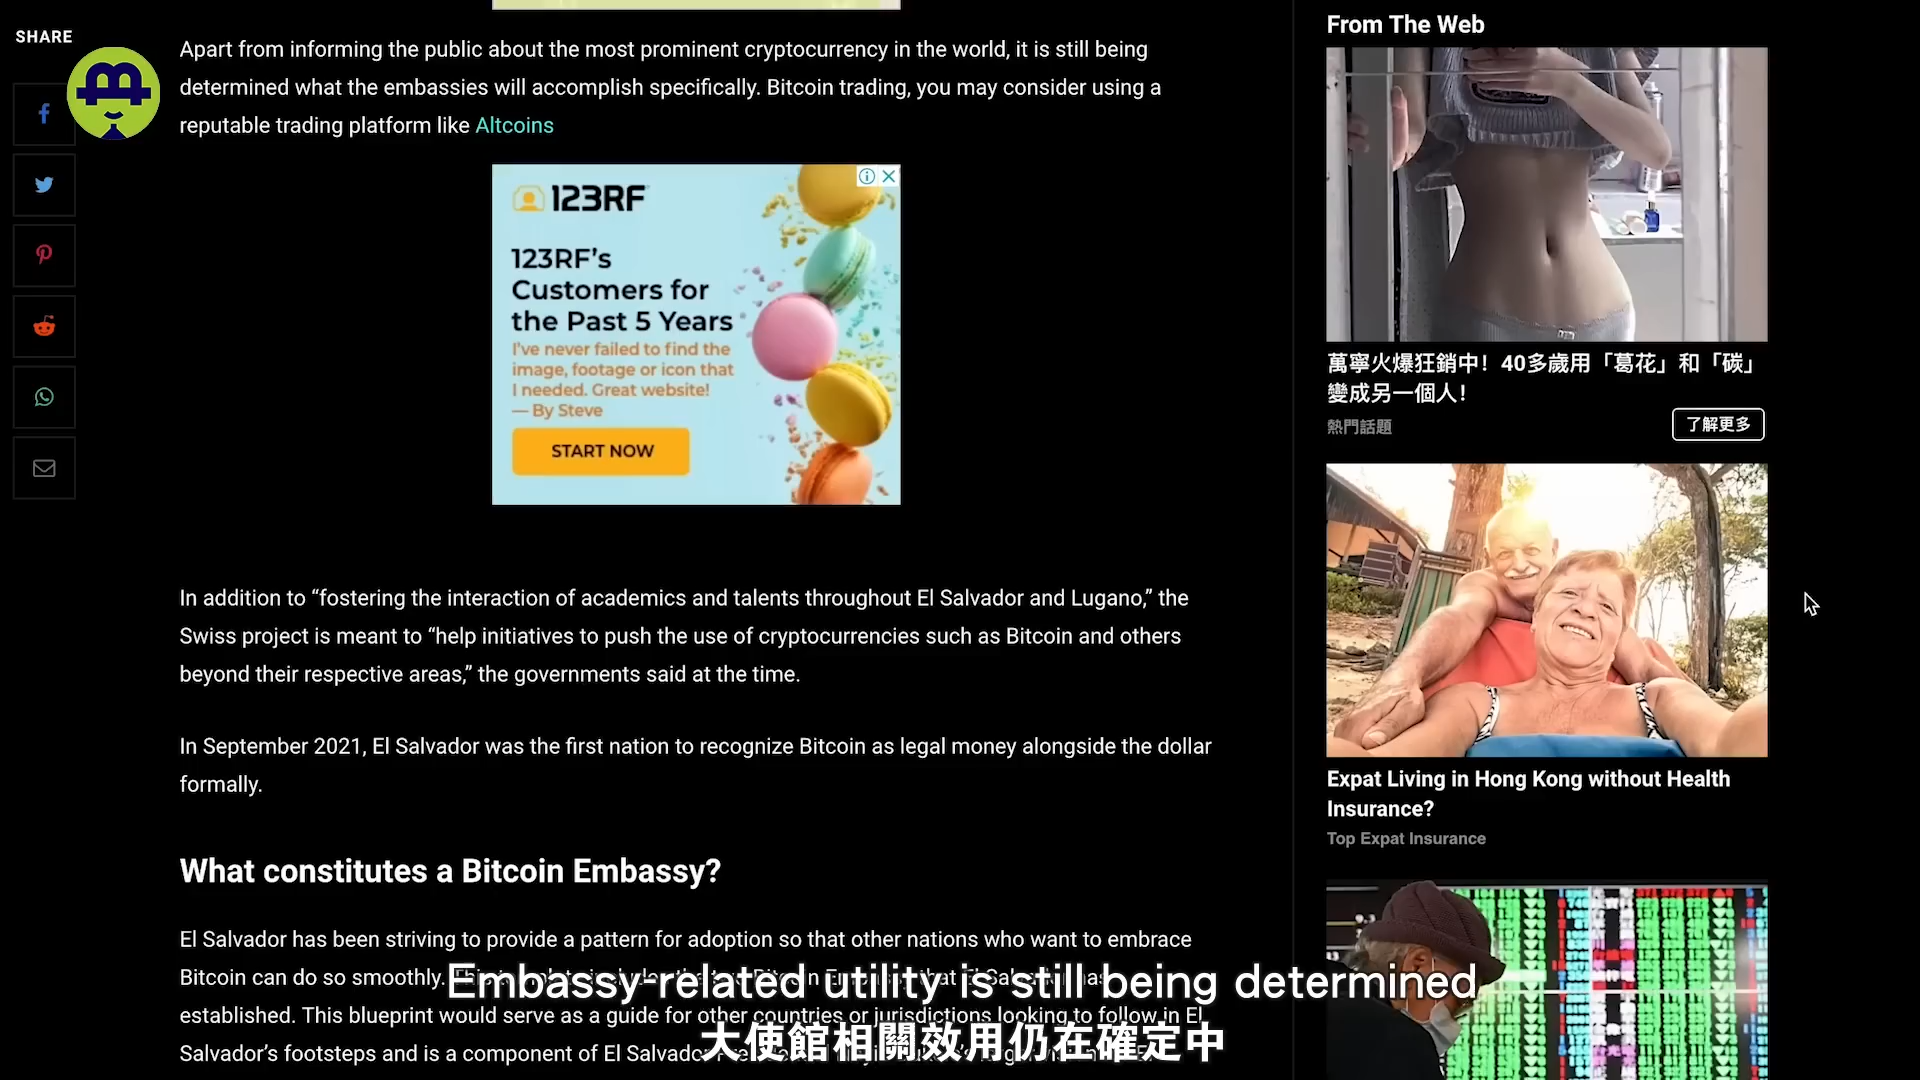 SHARE
Apart from informing the public about the most prominent cryptocurrency in the world, it is still being
determined what the embassies will accomplish specifically. Bitcoin trading, you may consider using a
reputable trading platform like Altcoins
123RF
123RF's
Customers for
the Past 5 Years
I've never failed to find the
image, footage or icon that
I needed. Great website!
— By Steve
START NOW
In addition to “fostering the interaction of academics and talents throughout El Salvador and Lugano,” the
Swiss project is meant to “help initiatives to push the use of cryptocurrencies such as Bitcoin and others
beyond their respective areas,” the governments said at the time.
In September 2021, El Salvador was the first nation to recognize Bitcoin as legal money alongside the dollar
formally.
What constitutes a Bitcoin Embassy?
El Salvador has been striving to provide a pattern for adoption so that other nations who want to embrace
Bitcoin can do so smoothly.
established. This blueprint would serve as a guide for other countries or jurisdictions looking to follow in El
Salvador's footsteps and is a component of El Salvador
Embassy-related utility is still being determined
大使館相關效用仍在確定中
From The Web
萬寧火爆狂銷中！40多歲用「葛花」和「碳」
變成另一個人！
熱門話題
了解更多
Expat Living in Hong Kong without Health
Insurance?
Top Expat Insurance